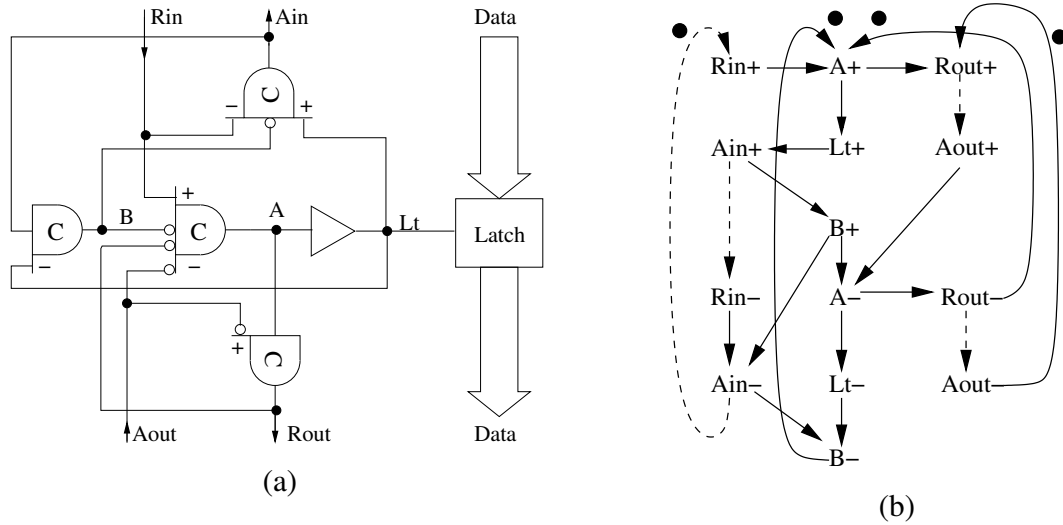 Rin
Ain
Data
C
−
+
B
+
C
−
A
Lt
Latch
C
−
+
C
Aout
Rout
Data
(a)
Rin+
A+
Rout+
Ain+
Lt+
Aout+
B+
Rin−
A−
Rout−
Ain−
Lt−
Aout−
B−
(b)